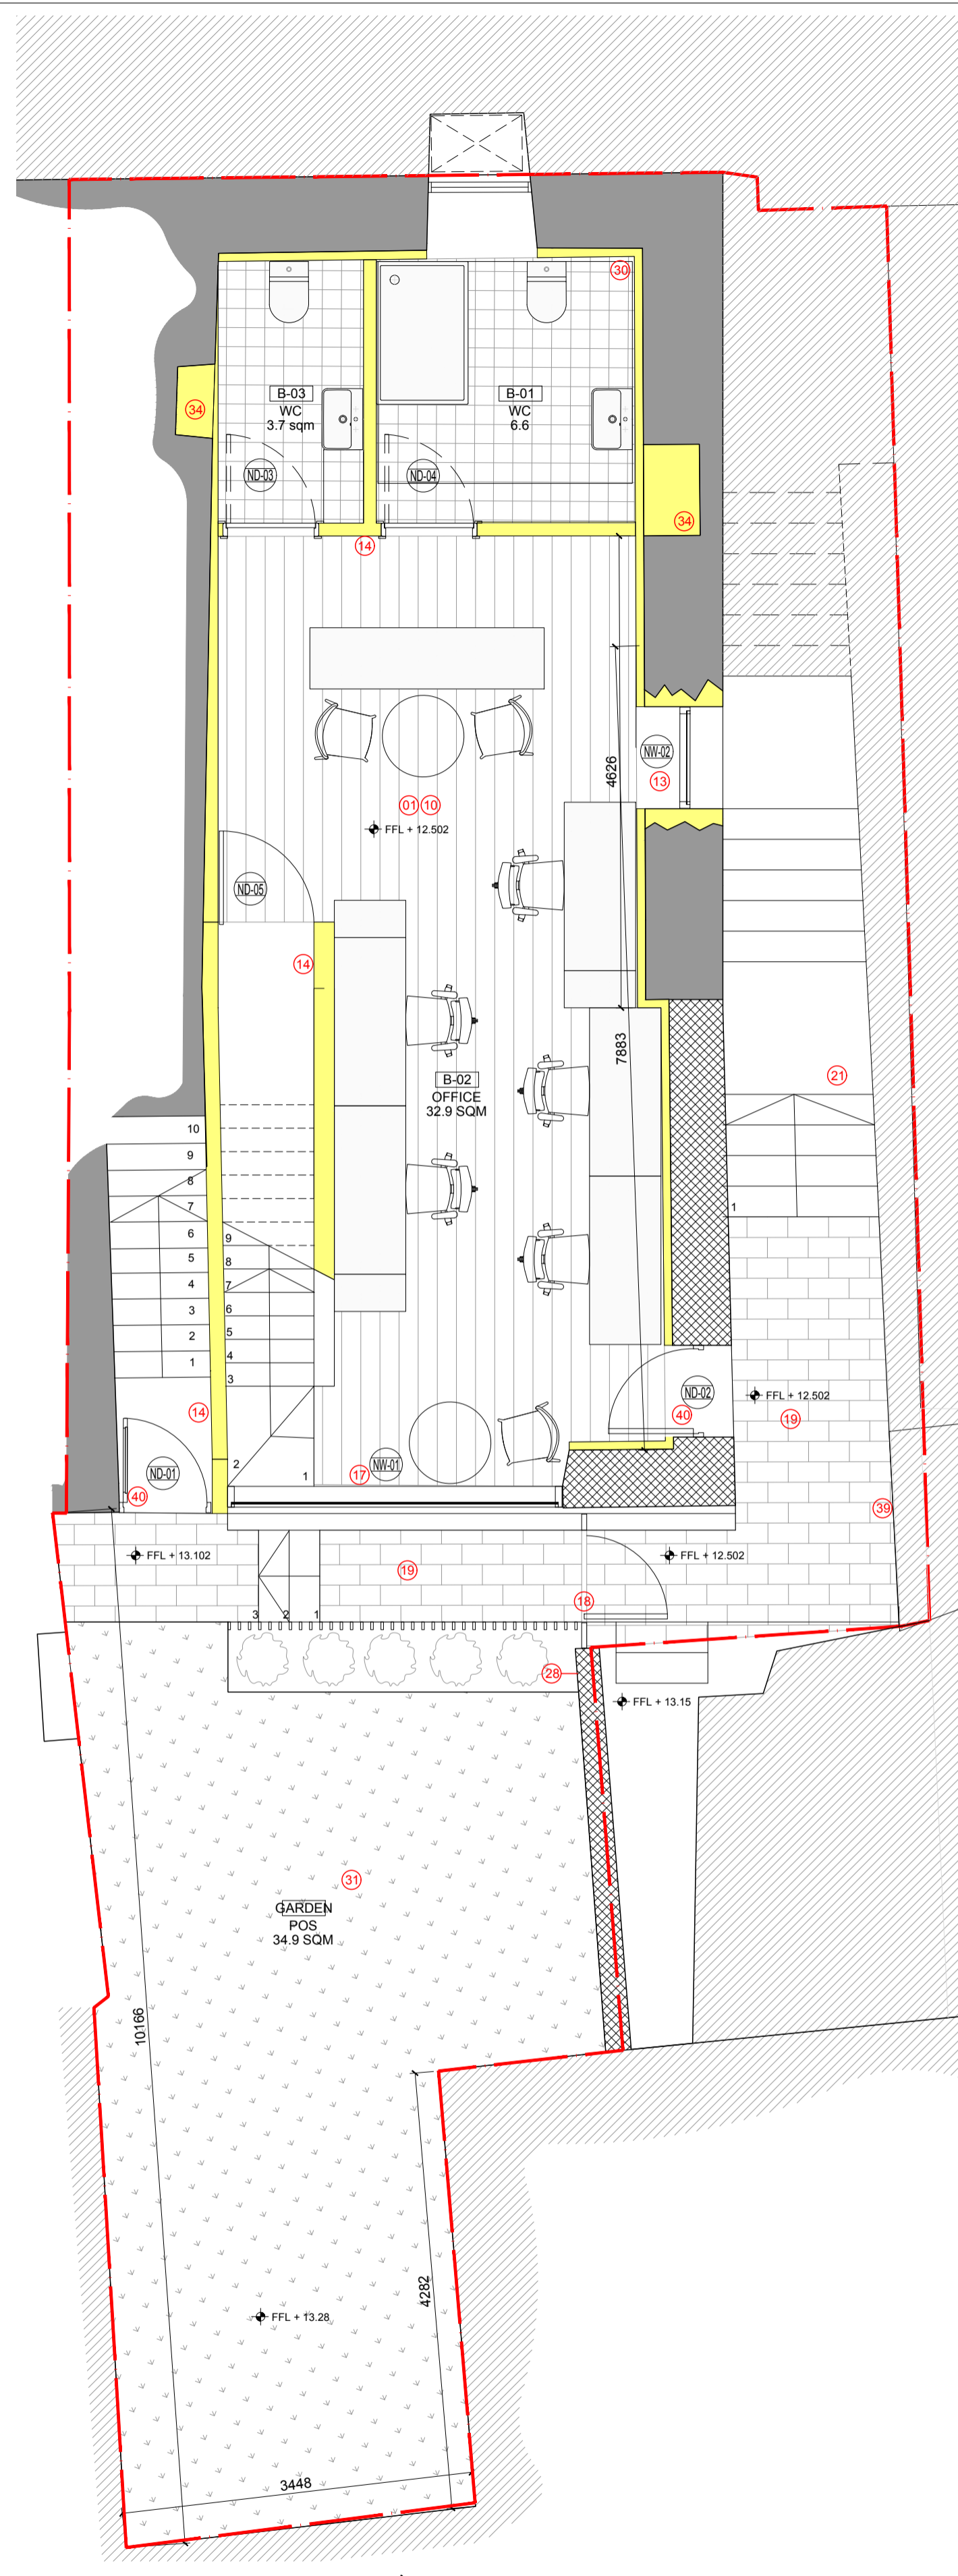 30
B-03
WC
3.7 sqm
B-01
WC
6.6
34
ND-03
ND-04
34
14
NW-02
4626
13
01 10
FFL + 12.502
ND-05
14
7883
B-02
OFFICE
32.9 SQM
21
10
9
8
7
6
5
4
3
2
1
9
8
7
6
5
4
3
2
1
1
ND-02
FFL + 12.502
40
19
14
ND-01
40
NW-01
17
39
FFL + 13.102
FFL + 12.502
19
18
3 2 1
28
FFL + 13.15
31
GARDEN
POS
34.9 SQM
10166
4282
FFL + 13.28
3448